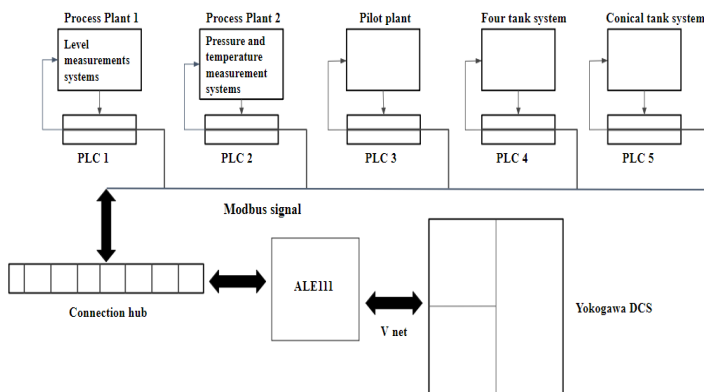 Process Plant 1
Process Plant 2
Pilot plant
Four tank system
Conical tank system
Level
measurements
systems
Pressure and
temperature
measurement
systems
PLC 1
PLC 2
PLC 3
PLC 4
PLC 5
Modbus signal
Connection hub
ALE111
V net
Yokogawa DCS